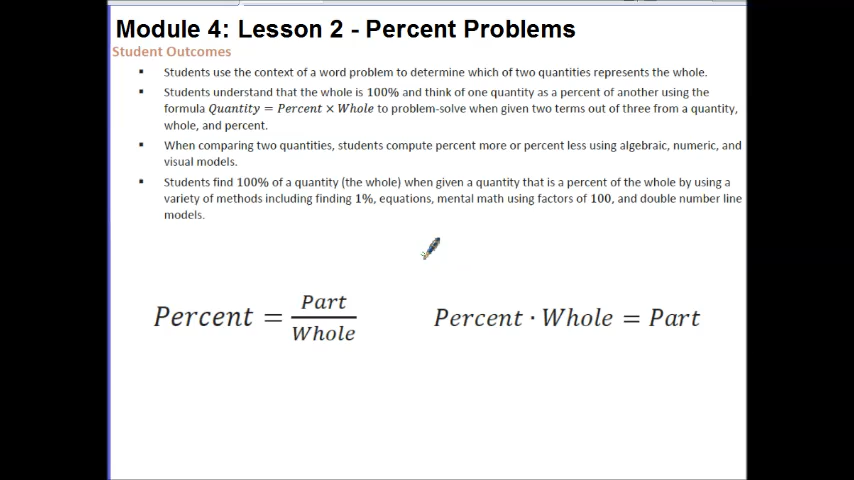 Module 4: Lesson 2 - Percent Problems
Student Outcomes
▪ Students use the context of a word problem to determine which of two quantities represents the whole.
▪ Students understand that the whole is 100% and think of one quantity as a percent of another using the
formula Quantity = Percent × Whole to problem-solve when given two terms out of three from a quantity,
whole, and percent.
▪ When comparing two quantities, students compute percent more or percent less using algebraic, numeric, and
visual models.
▪ Students find 100% of a quantity (the whole) when given a quantity that is a percent of the whole by using a
variety of methods including finding 1%, equations, mental math using factors of 100, and double number line
models.
Percent = Part / Whole
Percent · Whole = Part